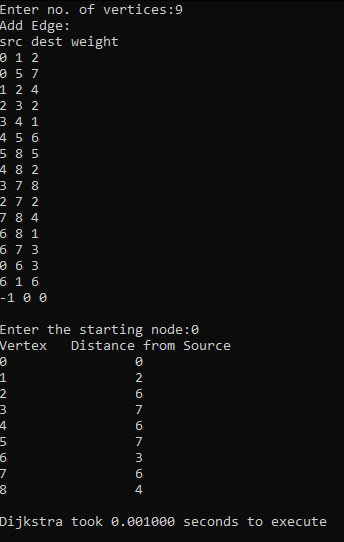 Enter no. of vertices:9
Add Edge:
src dest weight
0 1 2
0 5 7
1 2 4
2 3 2
3 4 1
4 5 6
5 8 5
4 8 2
3 7 8
2 7 2
7 8 4
6 8 1
6 7 3
0 6 3
6 1 6
-1 0 0
Enter the starting node:0
Vertex   Distance from Source
0                0
1                2
2                6
3                7
4                6
5                7
6                3
7                6
8                4
Dijkstra took 0.001000 seconds to execute